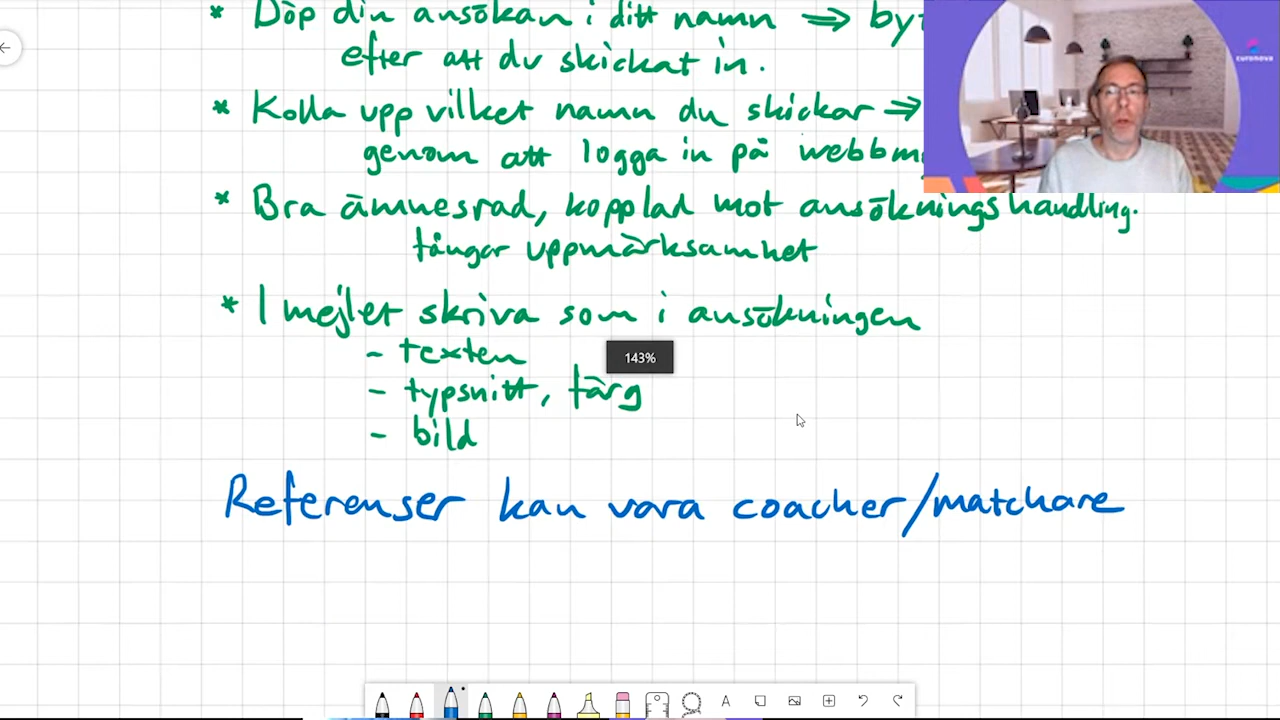 * Döp din ansökan i ditt namn ⇒ by
efter att du skickat in.
* Kolla upp vilket namn du skickar ⇒
genom att logga in på webbm
curonova
* Bra ämnesrad, kopplad mot ansökningshandling.
fångar uppmärksamhet
* I mejlet skriva som i ansökningen
- texten
143%
- typsnitt, färg
- bild
Referenser kan vara coacher/matchare
A